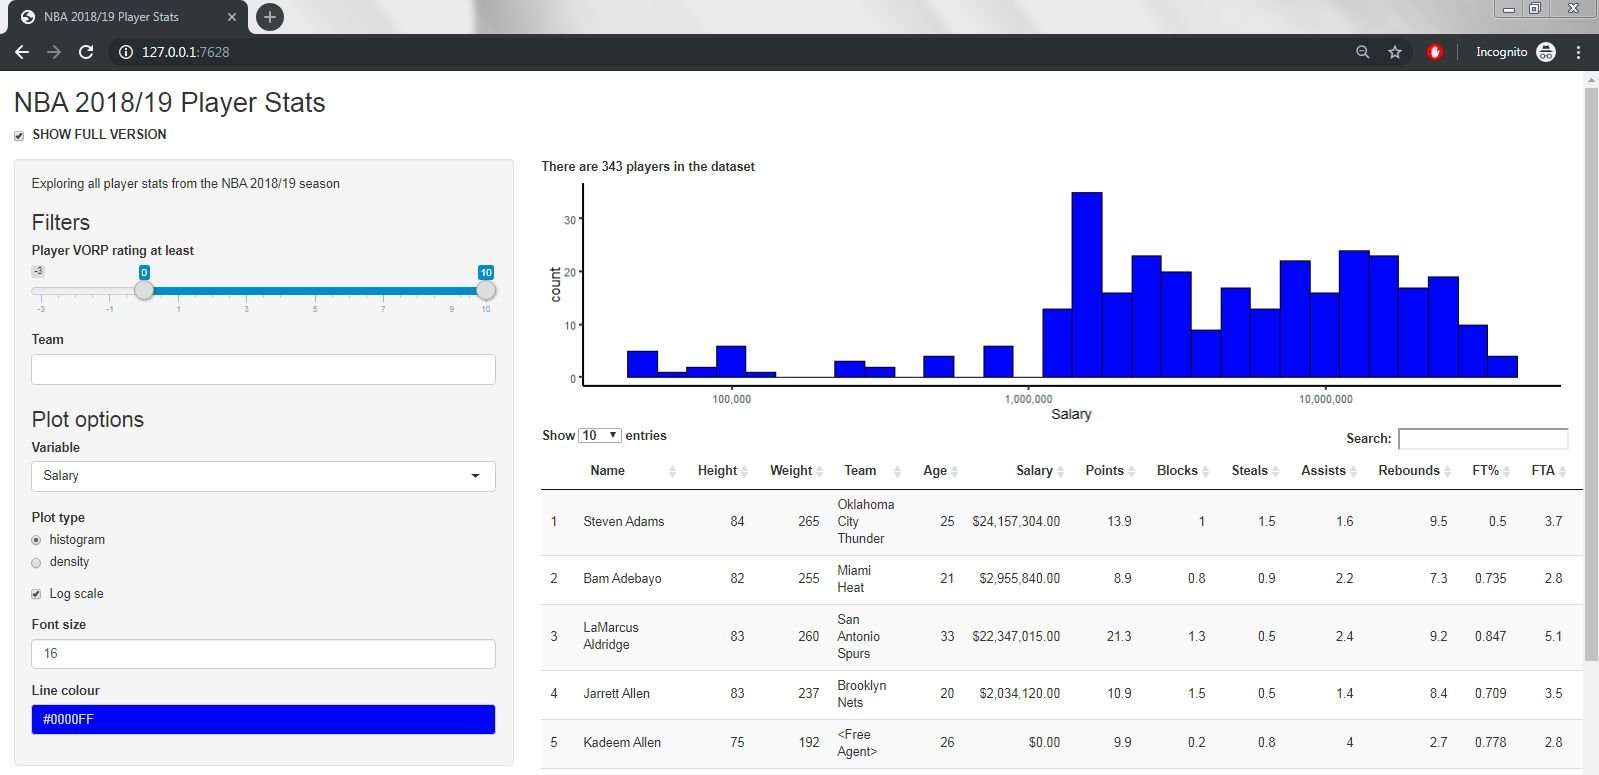 NBA 2018/19 Player Stats
127.0.0.1:7628
Incognito
NBA 2018/19 Player Stats
SHOW FULL VERSION
Exploring all player stats from the NBA 2018/19 season
Filters
Player VORP rating at least
-3 0 10
-3 -1 1 3 5 7 9 10
Team
Plot options
Variable
Salary
Plot type
histogram
density
Log scale
Font size
16
Line colour
#0000FF
There are 343 players in the dataset
30
20
10
0
count
100,000 1,000,000 10,000,000
Salary
Show 10 entries Search:
Name Height Weight Team Age Salary Points Blocks Steals Assists Rebounds FT% FTA
1 Steven Adams 84 265 Oklahoma City Thunder 25 $24,157,304.00 13.9 1 1.5 1.6 9.5 0.5 3.7
2 Bam Adebayo 82 255 Miami Heat 21 $2,955,840.00 8.9 0.8 0.9 2.2 7.3 0.735 2.8
3 LaMarcus Aldridge 83 260 San Antonio Spurs 33 $22,347,015.00 21.3 1.3 0.5 2.4 9.2 0.847 5.1
4 Jarrett Allen 83 237 Brooklyn Nets 20 $2,034,120.00 10.9 1.5 0.5 1.4 8.4 0.709 3.5
5 Kadeem Allen 75 192 <Free Agent> 26 $0.00 9.9 0.2 0.8 4 2.7 0.778 2.8